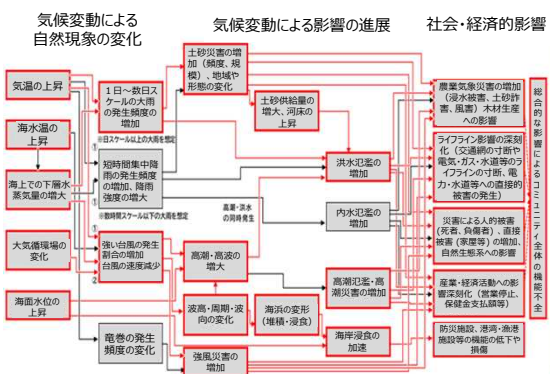 気候変動による
自然現象の変化
気候変動による影響の進展
社会・経済的影響
気温の上昇
海水温の
上昇
海上での下層水
蒸気量の増大
大気循環場の
変化
海面水位の
上昇
1日～数日ス
ケールの大雨
の発生頻度の
増加
※日スケール以上の大雨を想定
①
短時間集中降
雨の発生頻度
の増加、降雨
強度の増大
①
※数時間スケール以下の大雨を想定
①
強い台風の発生
割合の増加
台風の速度減少
②
竜巻の発生
頻度の変化
土砂災害の増
加（頻度、規
模）、地域や
形態の変化
土砂供給量の
増大、河床の
上昇
洪水氾濫の
増加
高潮・洪水
の同時発生
内水氾濫の
増加
高潮・高波の
増大
高潮氾濫・高
潮災害の増加
波高・周期・波
向の変化
海浜の変形
（堆積・浸食）
海岸浸食の
加速
強風災害の
増加
農業気象災害の増加
（浸水被害、土砂詐
害、風害）木材生産
への影響
ライフライン影響の深刻
化（交通網の寸断や
電気・ガス・水道等のラ
イフラインの寸断、電
力・水道等への直接的
被害の発生）
災害による人的被害
（死者、負傷者）、直接
被害（家屋等）の増加、
自然生態系への影響
産業・経済活動への影
響深刻化（営業停止、
保健金支払額等）
防災施設、港湾・漁港
施設等の機能の低下や
損傷
総合的な影響によるコミュニティ全体の機能不全